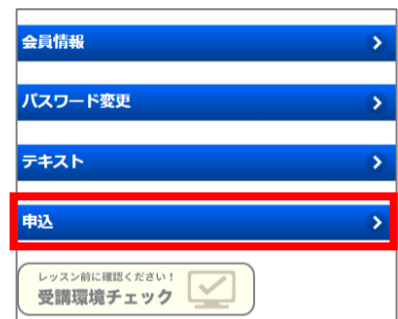 会員情報
パスワード変更
テキスト
申込
レッスン前に確認ください！
受講環境チェック